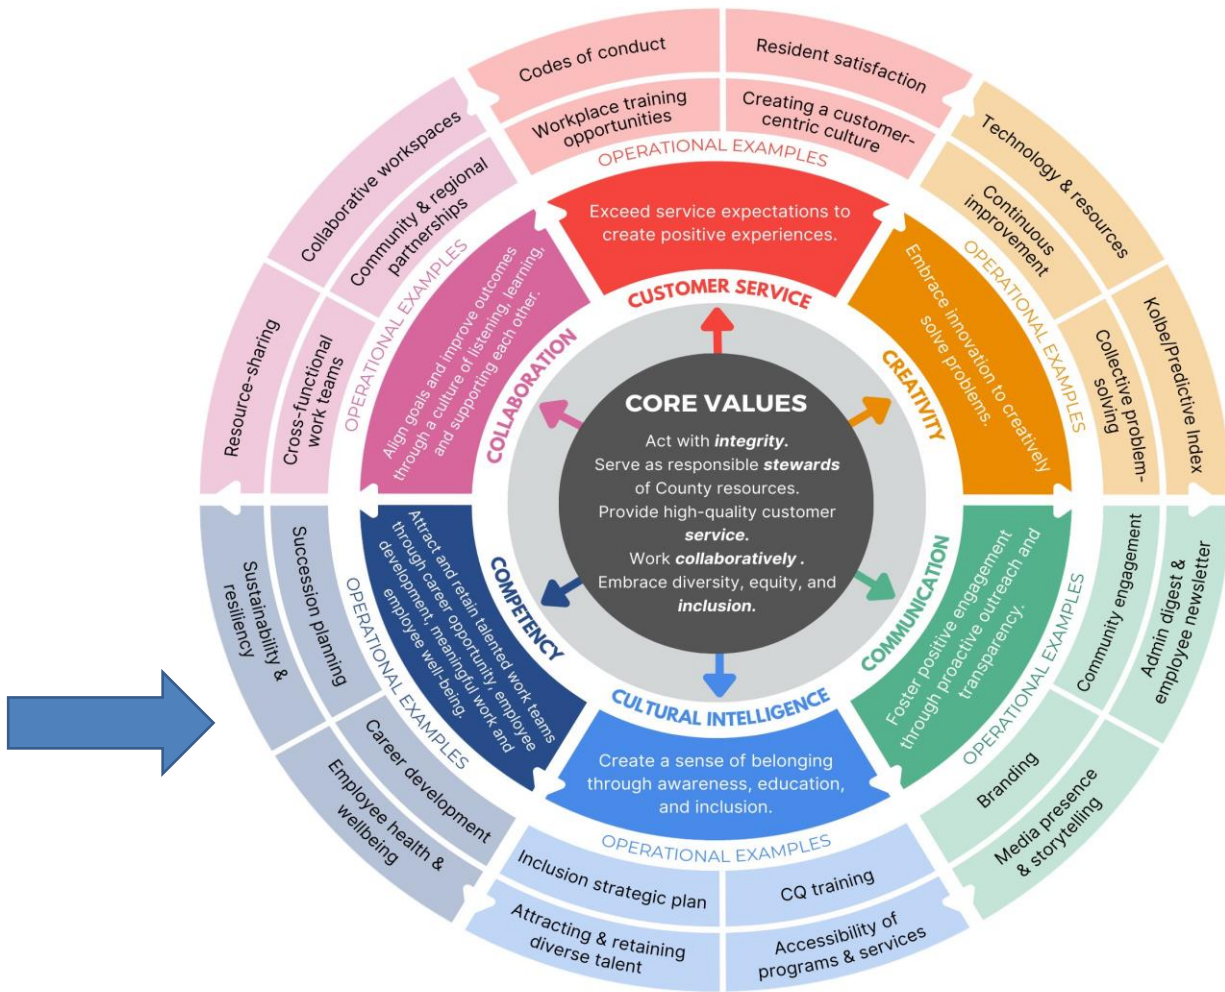 CORE VALUES
Act with integrity.
Serve as responsible stewards
of County resources.
Provide high-quality customer
service.
Work collaboratively .
Embrace diversity, equity, and
inclusion.
CUSTOMER SERVICE
Exceed service expectations to
create positive experiences.
OPERATIONAL EXAMPLES
Workplace training
opportunities
Creating a customer-
centric culture
Codes of conduct
Resident satisfaction
CREATIVITY
Embrace innovation to creatively
solve problems.
OPERATIONAL EXAMPLES
Continuous
improvement
Collective problem-
solving
Technology & resources
Kolbe/Predictive Index
COMMUNICATION
Foster positive engagement
through proactive outreach and
transparency.
OPERATIONAL EXAMPLES
Community engagement
Branding
Admin digest &
employee newsletter
Media presence
& storytelling
CULTURAL INTELLIGENCE
Create a sense of belonging
through awareness, education,
and inclusion.
OPERATIONAL EXAMPLES
Inclusion strategic plan
CQ training
Attracting & retaining
diverse talent
Accessibility of
programs & services
COMPETENCY
Attract and retain talented work teams
through career opportunity, employee
development, meaningful work and
employee well-being.
OPERATIONAL EXAMPLES
Succession planning
Career development
Sustainability &
resiliency
Employee health &
wellbeing
COLLABORATION
Align goals and improve outcomes
through a culture of listening, learning,
and supporting each other.
OPERATIONAL EXAMPLES
Cross-functional
work teams
Community & regional
partnerships
Resource-sharing
Collaborative workspaces